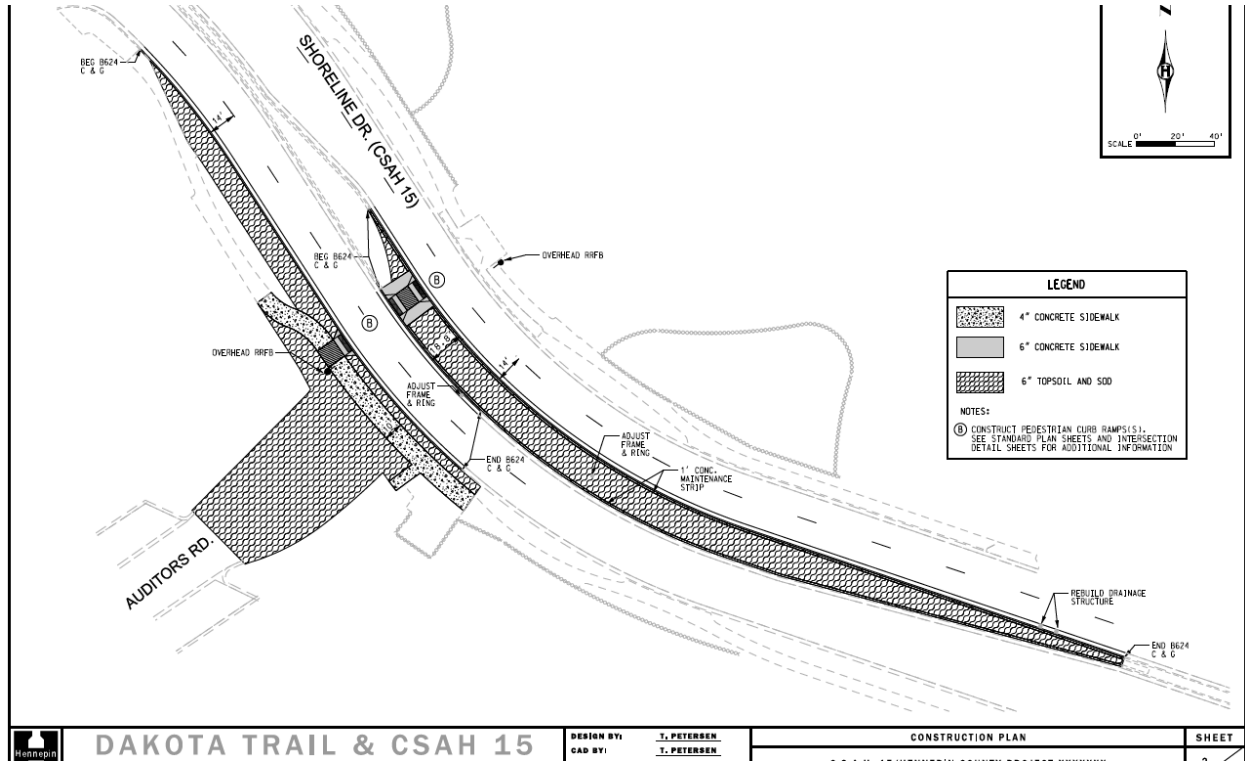 BEG B624
C & G
14'
SHORELINE DR. (CSAH 15)
H
SCALE
0'
20'
40'
BEG B624
C & G
B
OVERHEAD RRFB
B
OVERHEAD RRFB
14'
ADJUST
FRAME
& RING
ADJUST
FRAME
& RING
END B624
C & G
1' CONC.
MAINTENANCE
STRIP
AUDITORS RD.
REBUILD DRAINAGE
STRUCTURE
END B624
C & G
LEGEND
4" CONCRETE SIDEWALK
6" CONCRETE SIDEWALK
6" TOPSOIL AND SOD
NOTES:
B CONSTRUCT PEDESTRIAN CURB RAMPS(S).
SEE STANDARD PLAN SHEETS AND INTERSECTION
DETAIL SHEETS FOR ADDITIONAL INFORMATION
Hennepin
DAKOTA TRAIL & CSAH 15
DESIGN BY: T. PETERSEN
CAD BY: T. PETERSEN
CONSTRUCTION PLAN
SHEET